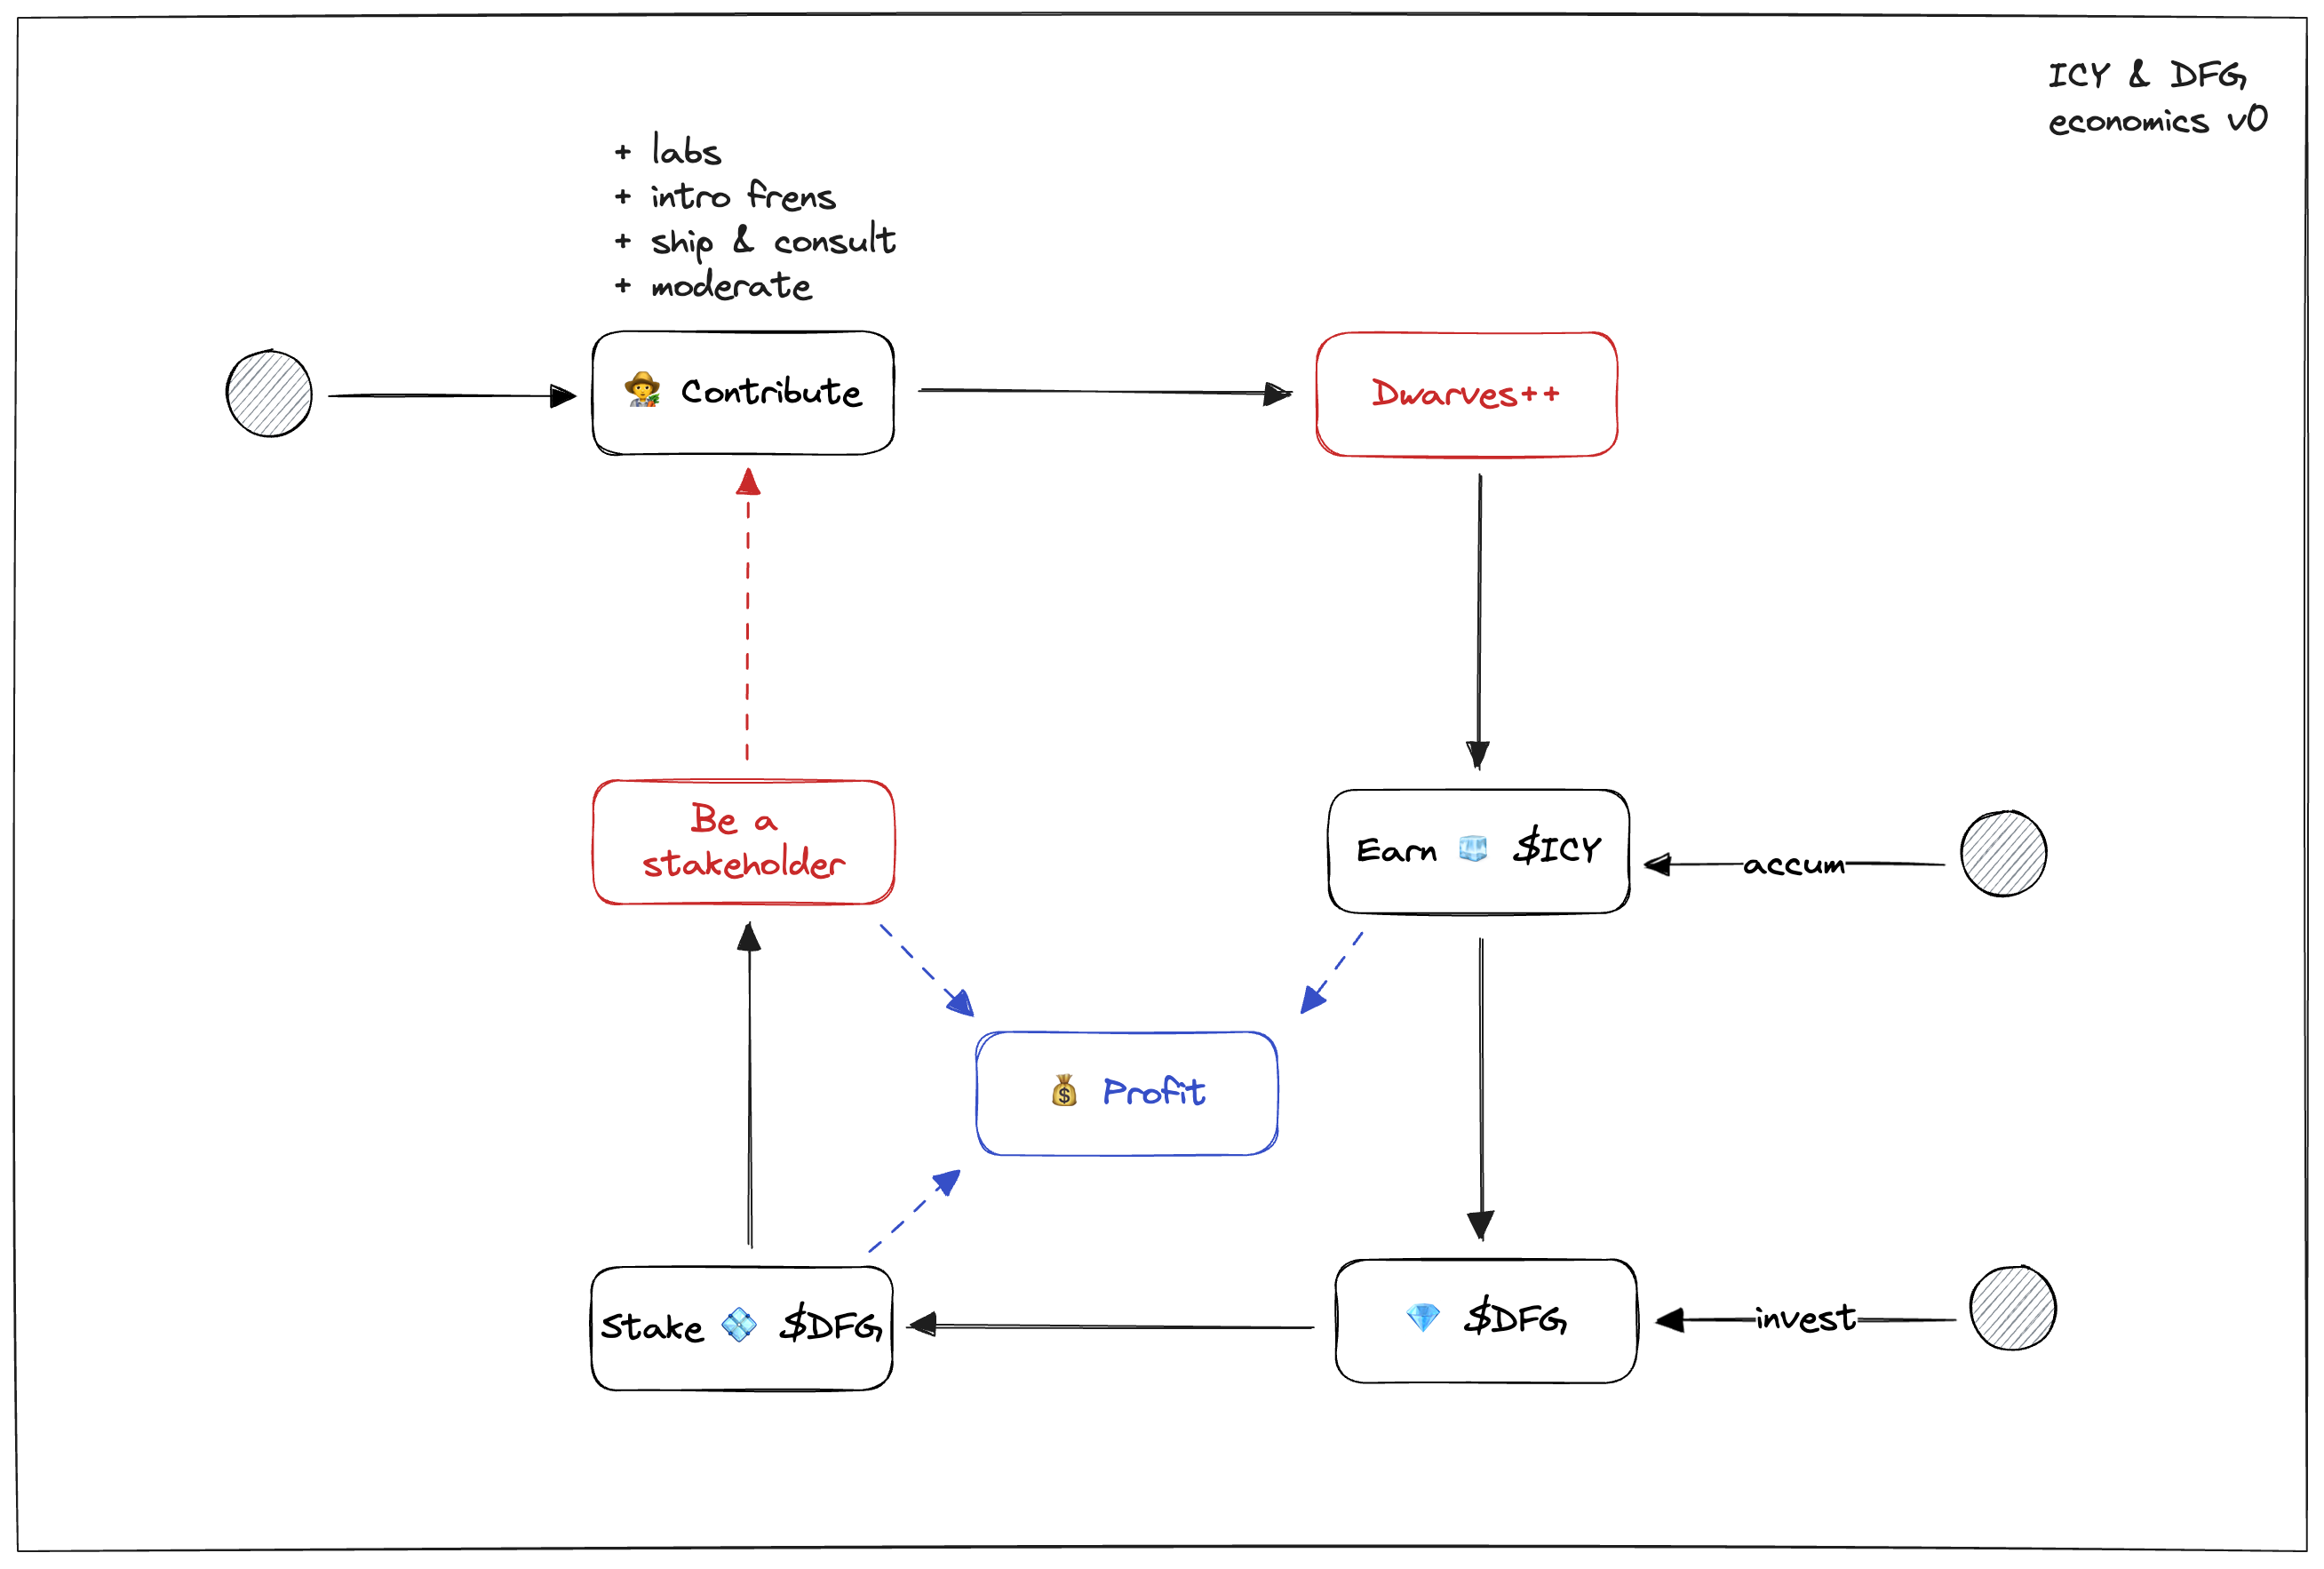 ICY & DFG
economics v0
+ labs
+ intro frens
+ ship & consult
+ moderate
Contribute
Dwarves++
Be a
stakeholder
Earn $ICY
accum
Profit
Stake $DFG
$DFG
invest